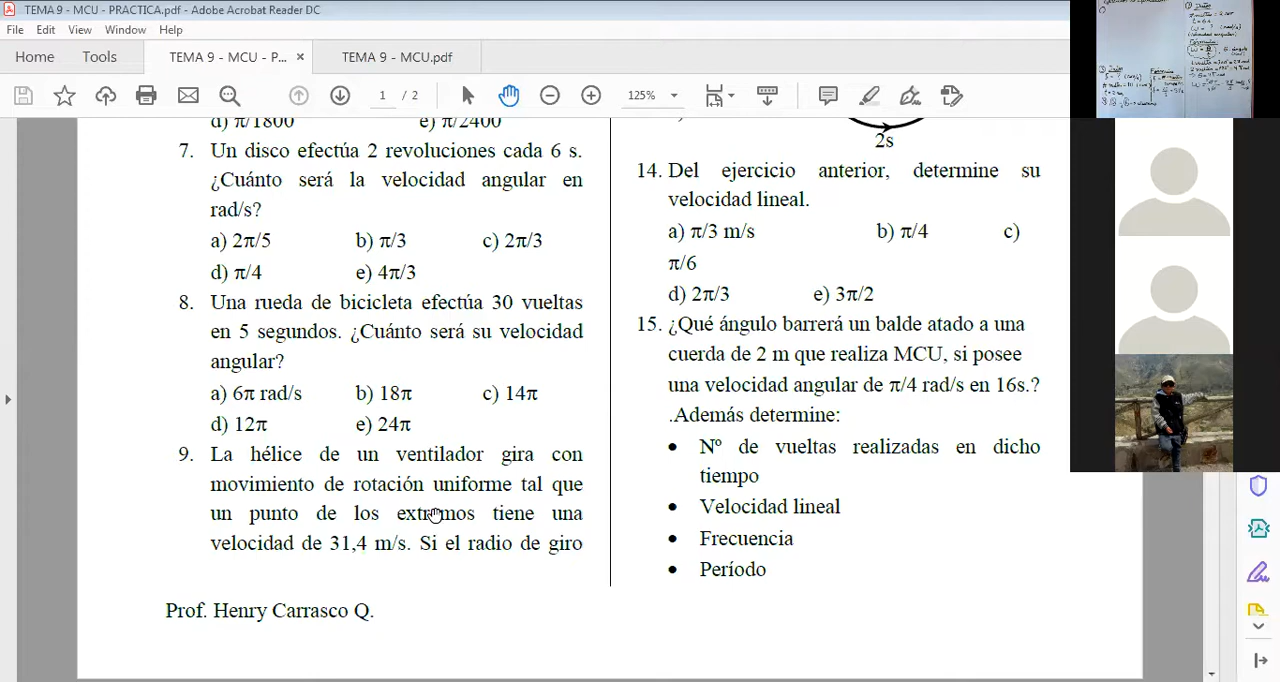 TEMA 9 - MCU - PRACTICA.pdf - Adobe Acrobat Reader DC
File Edit View Window Help
Home Tools TEMA 9 - MCU - P... × TEMA 9 - MCU.pdf
1 / 2 125%
d) π/1800 e) π/2400
7. Un disco efectúa 2 revoluciones cada 6 s.
¿Cuánto será la velocidad angular en
rad/s?
a) 2π/5 b) π/3 c) 2π/3
d) π/4 e) 4π/3
8. Una rueda de bicicleta efectúa 30 vueltas
en 5 segundos. ¿Cuánto será su velocidad
angular?
a) 6π rad/s b) 18π c) 14π
d) 12π e) 24π
9. La hélice de un ventilador gira con
movimiento de rotación uniforme tal que
un punto de los extremos tiene una
velocidad de 31,4 m/s. Si el radio de giro
2s
14. Del ejercicio anterior, determine su
velocidad lineal.
a) π/3 m/s b) π/4 c)
π/6
d) 2π/3 e) 3π/2
15. ¿Qué ángulo barrerá un balde atado a una
cuerda de 2 m que realiza MCU, si posee
una velocidad angular de π/4 rad/s en 16s.?
.Además determine:
• Nº de vueltas realizadas en dicho
tiempo
• Velocidad lineal
• Frecuencia
• Período
Prof. Henry Carrasco Q.